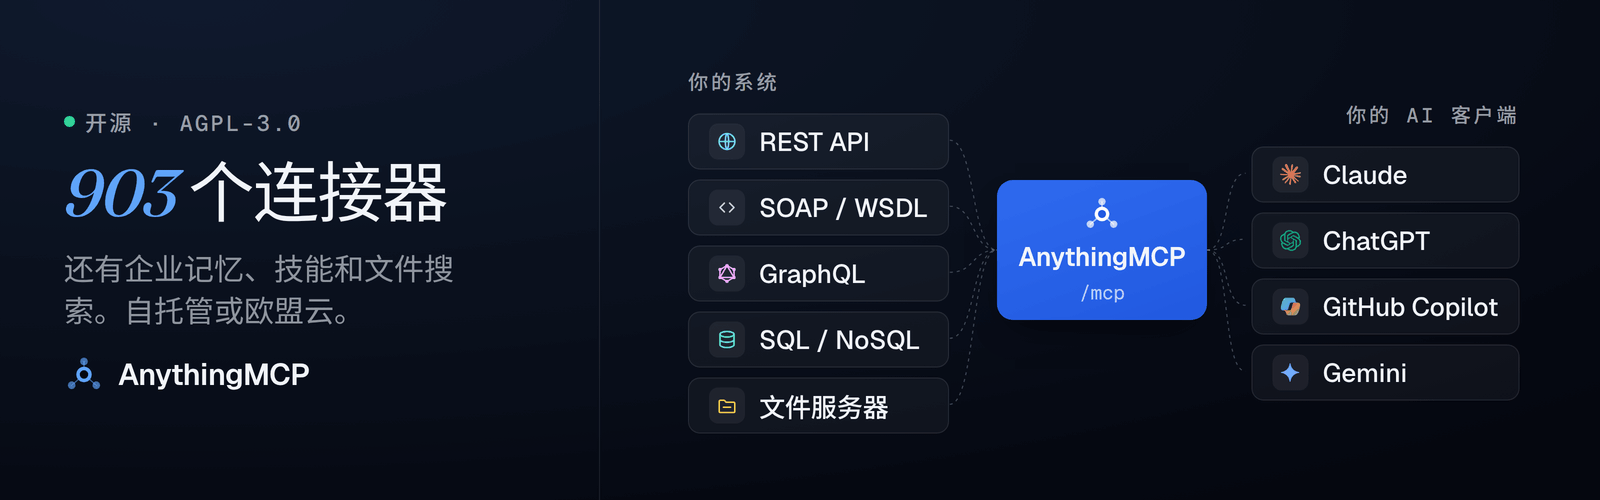 开源 · AGPL-3.0
903 个连接器
还有企业记忆、技能和文件搜
索。自托管或欧盟云。
AnythingMCP
你的系统
REST API
SOAP / WSDL
GraphQL
SQL / NoSQL
文件服务器
AnythingMCP
/mcp
你的 AI 客户端
Claude
ChatGPT
GitHub Copilot
Gemini